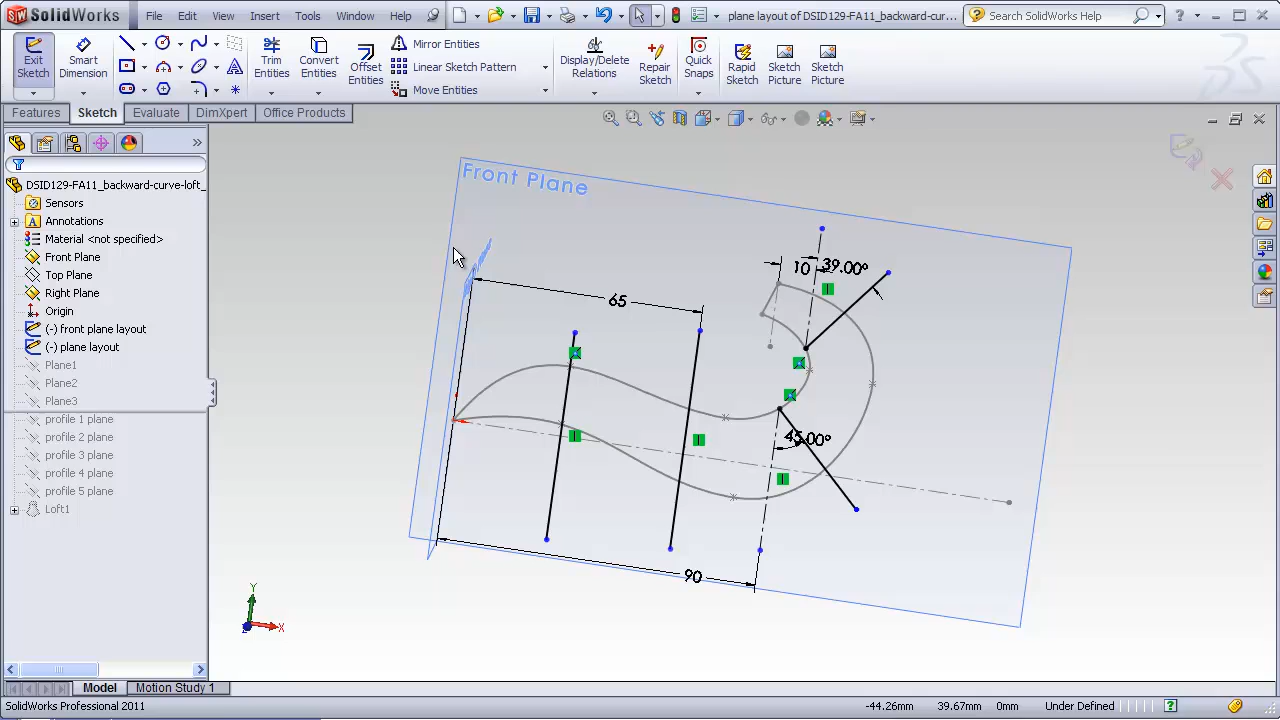 SolidWorks File Edit View Insert Tools Window Help plane layout of DSID129-FA11_backward-cur... Search SolidWorks Help
Exit Sketch
Smart Dimension
Trim Entities
Convert Entities
Offset Entities
Mirror Entities
Linear Sketch Pattern
Move Entities
Display/Delete Relations
Repair Sketch
Quick Snaps
Rapid Sketch
Sketch Picture
Sketch Picture
Features Sketch Evaluate DimXpert Office Products
DSID129-FA11_backward-curve-loft_
Sensors
Annotations
Material <not specified>
Front Plane
Top Plane
Right Plane
Origin
(-) front plane layout
(-) plane layout
Plane1
Plane2
Plane3
profile 1 plane
profile 2 plane
profile 3 plane
profile 4 plane
profile 5 plane
Loft1
Front Plane
10 39.00°
65
45.00°
90
Y
X
Z
Model Motion Study 1
SolidWorks Professional 2011 -44.26mm 39.67mm 0mm Under Defined